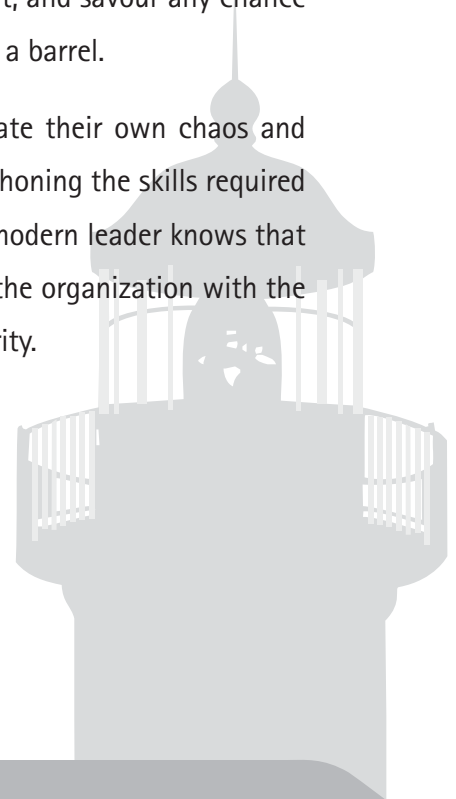 and savour any chance
a barrel.
ate their own chaos and
honing the skills required
modern leader knows that
the organization with the
rity.